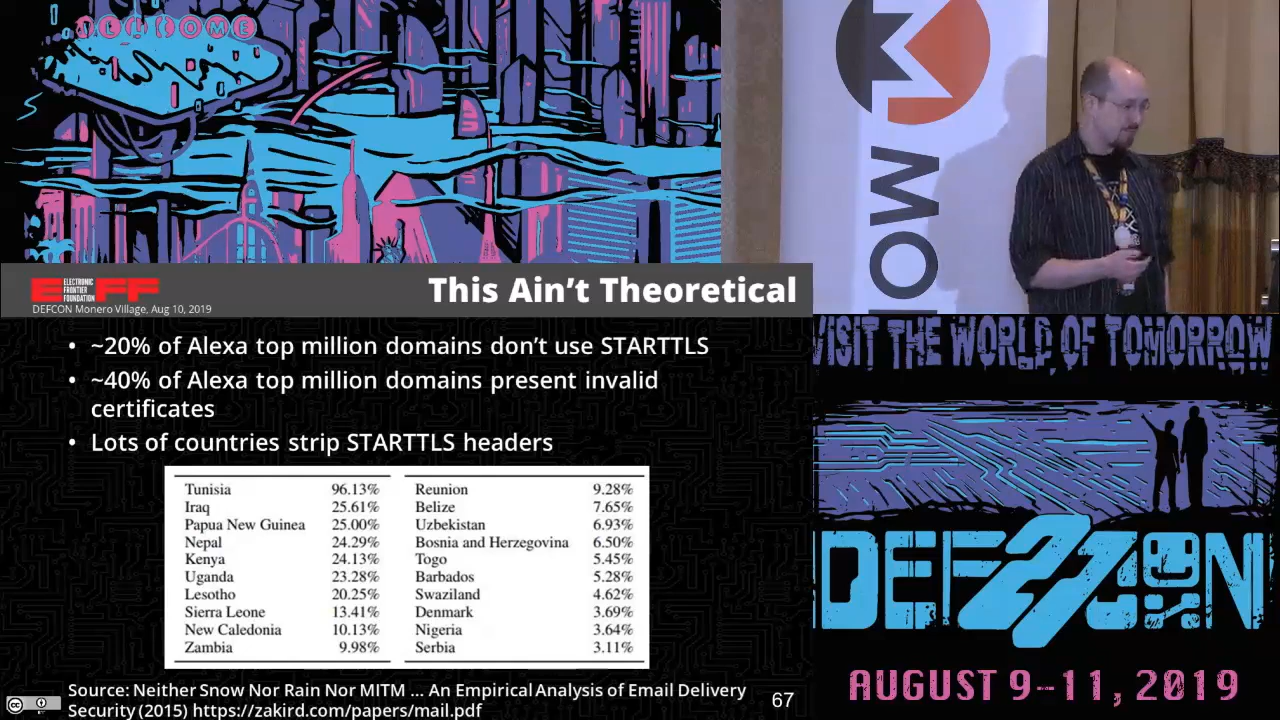 WELCOME
MO
ELECTRONIC
FRONTIER
FOUNDATION
EFF
This Ain't Theoretical
DEFCON Monero Village, Aug 10, 2019
• ~20% of Alexa top million domains don't use STARTTLS
• ~40% of Alexa top million domains present invalid
certificates
• Lots of countries strip STARTTLS headers
Tunisia 96.13% Reunion 9.28%
Iraq 25.61% Belize 7.65%
Papua New Guinea 25.00% Uzbekistan 6.93%
Nepal 24.29% Bosnia and Herzegovina 6.50%
Kenya 24.13% Togo 5.45%
Uganda 23.28% Barbados 5.28%
Lesotho 20.25% Swaziland 4.62%
Sierra Leone 13.41% Denmark 3.69%
New Caledonia 10.13% Nigeria 3.64%
Zambia 9.98% Serbia 3.11%
Source: Neither Snow Nor Rain Nor MITM ... An Empirical Analysis of Email Delivery
Security (2015) https://zakird.com/papers/mail.pdf
67
cc
VISIT THE WORLD OF TOMORROW
DEFCON
27
AUGUST 9-11, 2019